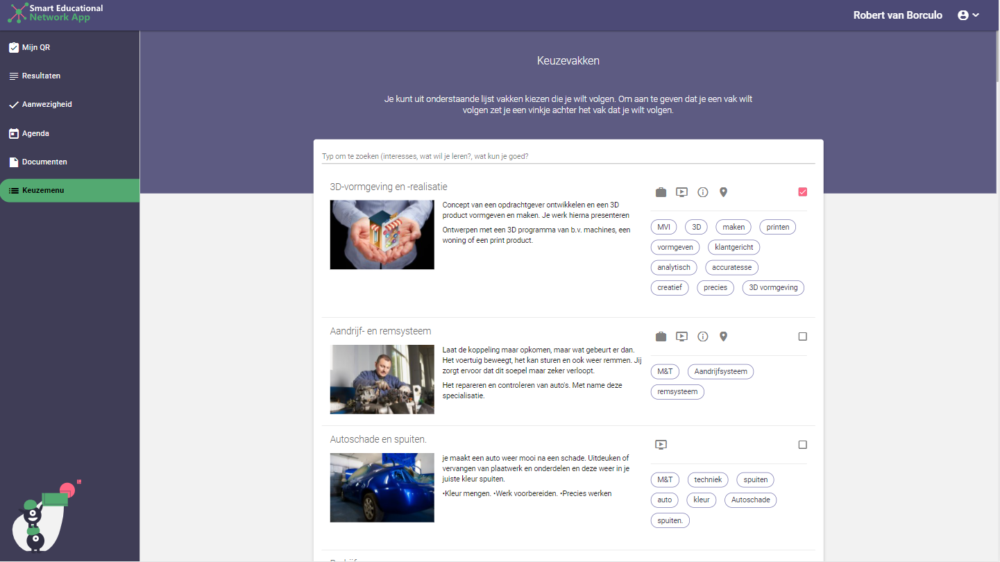 Smart Educational
Network App
Robert van Borculo
Mijn QR
Resultaten
Aanwezigheid
Agenda
Documenten
Keuzemenu
Keuzevakken
Je kunt uit onderstaande lijst vakken kiezen die je wilt volgen. Om aan te geven dat je een vak wilt
volgen zet je een vinkje achter het vak dat je wilt volgen.
Typ om te zoeken (interesses, wat wil je leren?, wat kun je goed?
3D-vormgeving en -realisatie
Concept van een opdrachtgever ontwikkelen en een 3D
product vormgeven en maken. Je werk hierna presenteren
Ontwerpen met een 3D programma van b.v. machines, een
woning of een print product.
MVI 3D maken printen
vormgeven klantgericht
analytisch accuratesse
creatief precies 3D vormgeving
Aandrijf- en remsysteem
Laat de koppeling maar opkomen, maar wat gebeurt er dan.
Het voertuig beweegt, het kan sturen en ook weer remmen. Jij
zorgt ervoor dat dit soepel maar zeker verloopt.
Het repareren en controleren van auto's. Met name deze
specialisatie.
M&T Aandrijfsysteem
remsysteem
Autoschade en spuiten.
je maakt een auto weer mooi na een schade. Uitdeuken of
vervangen van plaatwerk en onderdelen en deze weer in je
juiste kleur spuiten.
•Kleur mengen. •Werk voorbereiden. •Precies werken
M&T techniek spuiten
auto kleur Autoschade
spuiten.